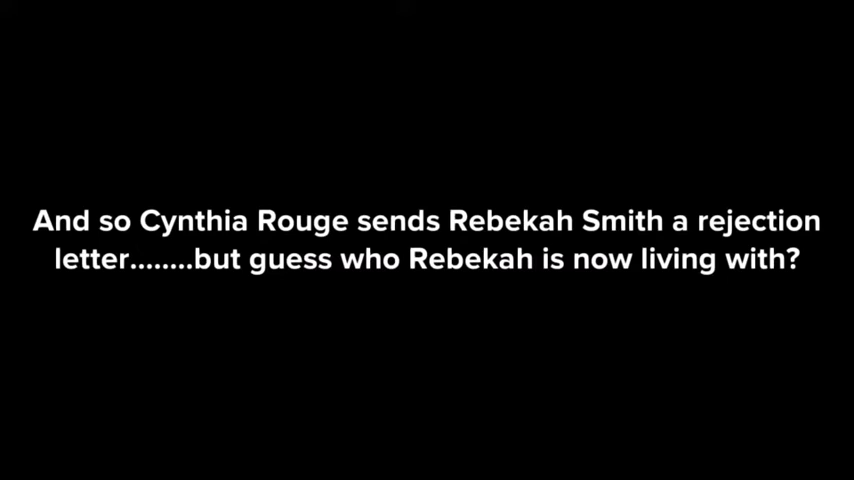 And so Cynthia Rouge sends Rebekah Smith a rejection
letter........but guess who Rebekah is now living with?